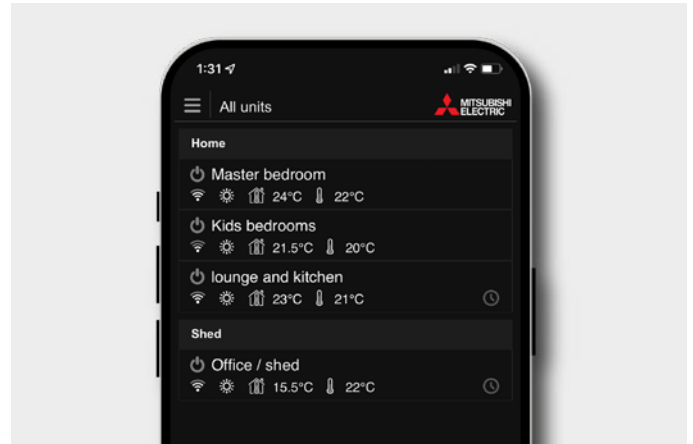 1:31
All units
MITSUBISHI
ELECTRIC
Home
Master bedroom
24°C 22°C
Kids bedrooms
21.5°C 20°C
lounge and kitchen
23°C 21°C
Shed
Office / shed
15.5°C 22°C